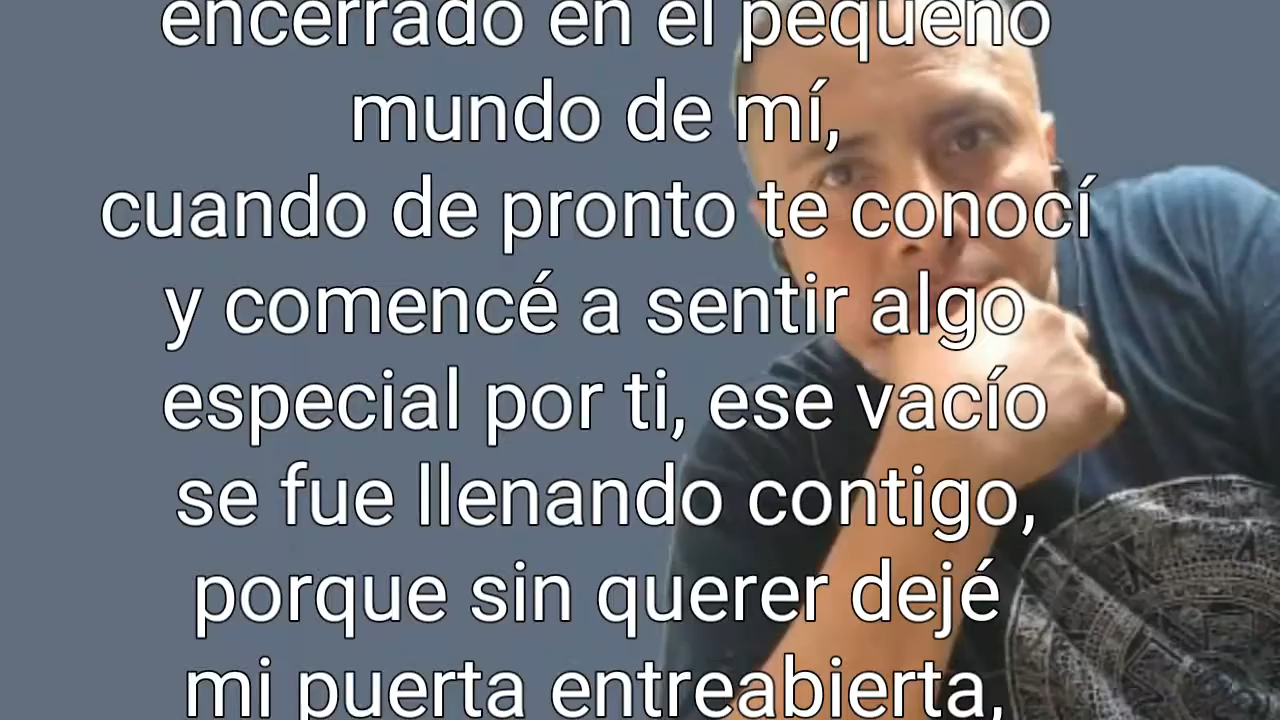 encerrado en el pequeño
mundo de mí,
cuando de pronto te conocí
y comencé a sentir algo
especial por ti, ese vacío
se fue llenando contigo,
porque sin querer dejé
mi puerta entreabierta,